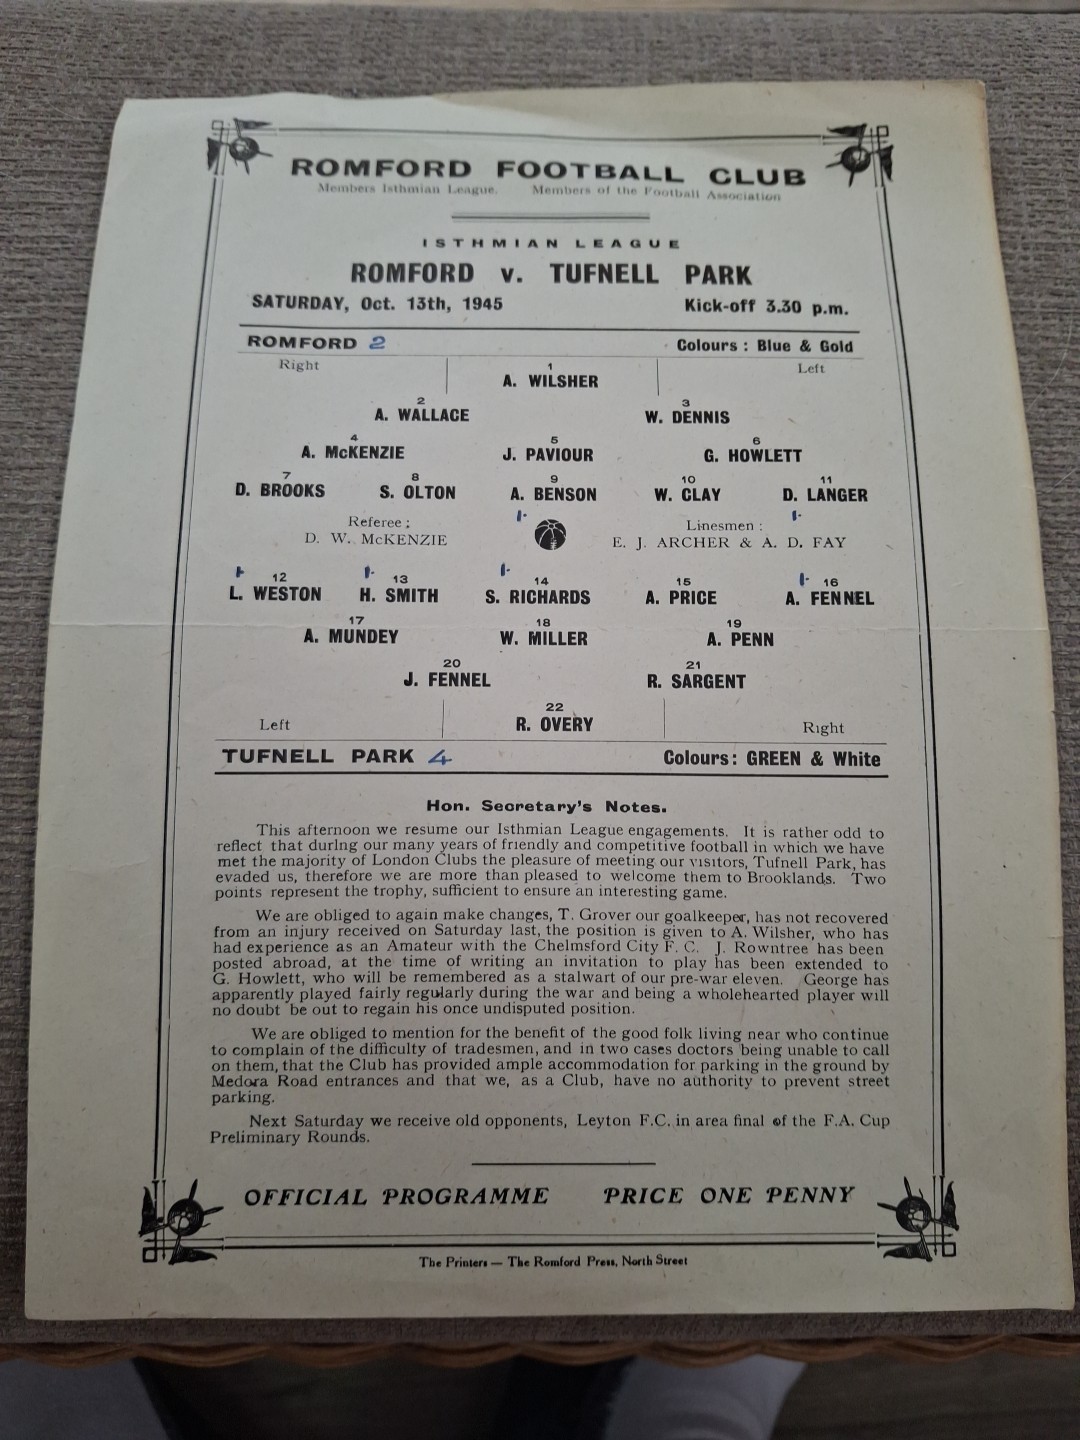 ROMFORD FOOTBALL CLUB
Members Isthmian League. Members of the Football Association
ISTHMIAN LEAGUE
ROMFORD v. TUFNELL PARK
SATURDAY, Oct. 13th, 1945 Kick-off 3.30 p.m.
ROMFORD 2 Colours : Blue & Gold
Right Left
1
A. WILSHER
2 3
A. WALLACE W. DENNIS
4 5 6
A. McKENZIE J. PAVIOUR G. HOWLETT
7 8 9 10 11
D. BROOKS S. OLTON A. BENSON W. CLAY D. LANGER
1· 1·
Referee : Linesmen :
D. W. McKENZIE E. J. ARCHER & A. D. FAY
1· 12 1· 13 1· 14 15 1· 16
L. WESTON H. SMITH S. RICHARDS A. PRICE A. FENNEL
17 18 19
A. MUNDEY W. MILLER A. PENN
20 21
J. FENNEL R. SARGENT
22
Left R. OVERY Right
TUFNELL PARK 4 Colours : GREEN & White
Hon. Secretary's Notes.
This afternoon we resume our Isthmian League engagements. It is rather odd to
reflect that during our many years of friendly and competitive football in which we have
met the majority of London Clubs the pleasure of meeting our visitors, Tufnell Park, has
evaded us, therefore we are more than pleased to welcome them to Brooklands. Two
points represent the trophy, sufficient to ensure an interesting game.
We are obliged to again make changes, T. Grover our goalkeeper, has not recovered
from an injury received on Saturday last, the position is given to A. Wilsher, who has
had experience as an Amateur with the Chelmsford City F. C. J. Rowntree has been
posted abroad, at the time of writing an invitation to play has been extended to
G. Howlett, who will be remembered as a stalwart of our pre-war eleven. George has
apparently played fairly regularly during the war and being a wholehearted player will
no doubt be out to regain his once undisputed position.
We are obliged to mention for the benefit of the good folk living near who continue
to complain of the difficulty of tradesmen, and in two cases doctors being unable to call
on them, that the Club has provided ample accommodation for parking in the ground by
Medora Road entrances and that we, as a Club, have no authority to prevent street
parking.
Next Saturday we receive old opponents, Leyton F.C. in area final of the F.A. Cup
Preliminary Rounds.
OFFICIAL PROGRAMME PRICE ONE PENNY
The Printers — The Romford Press, North Street